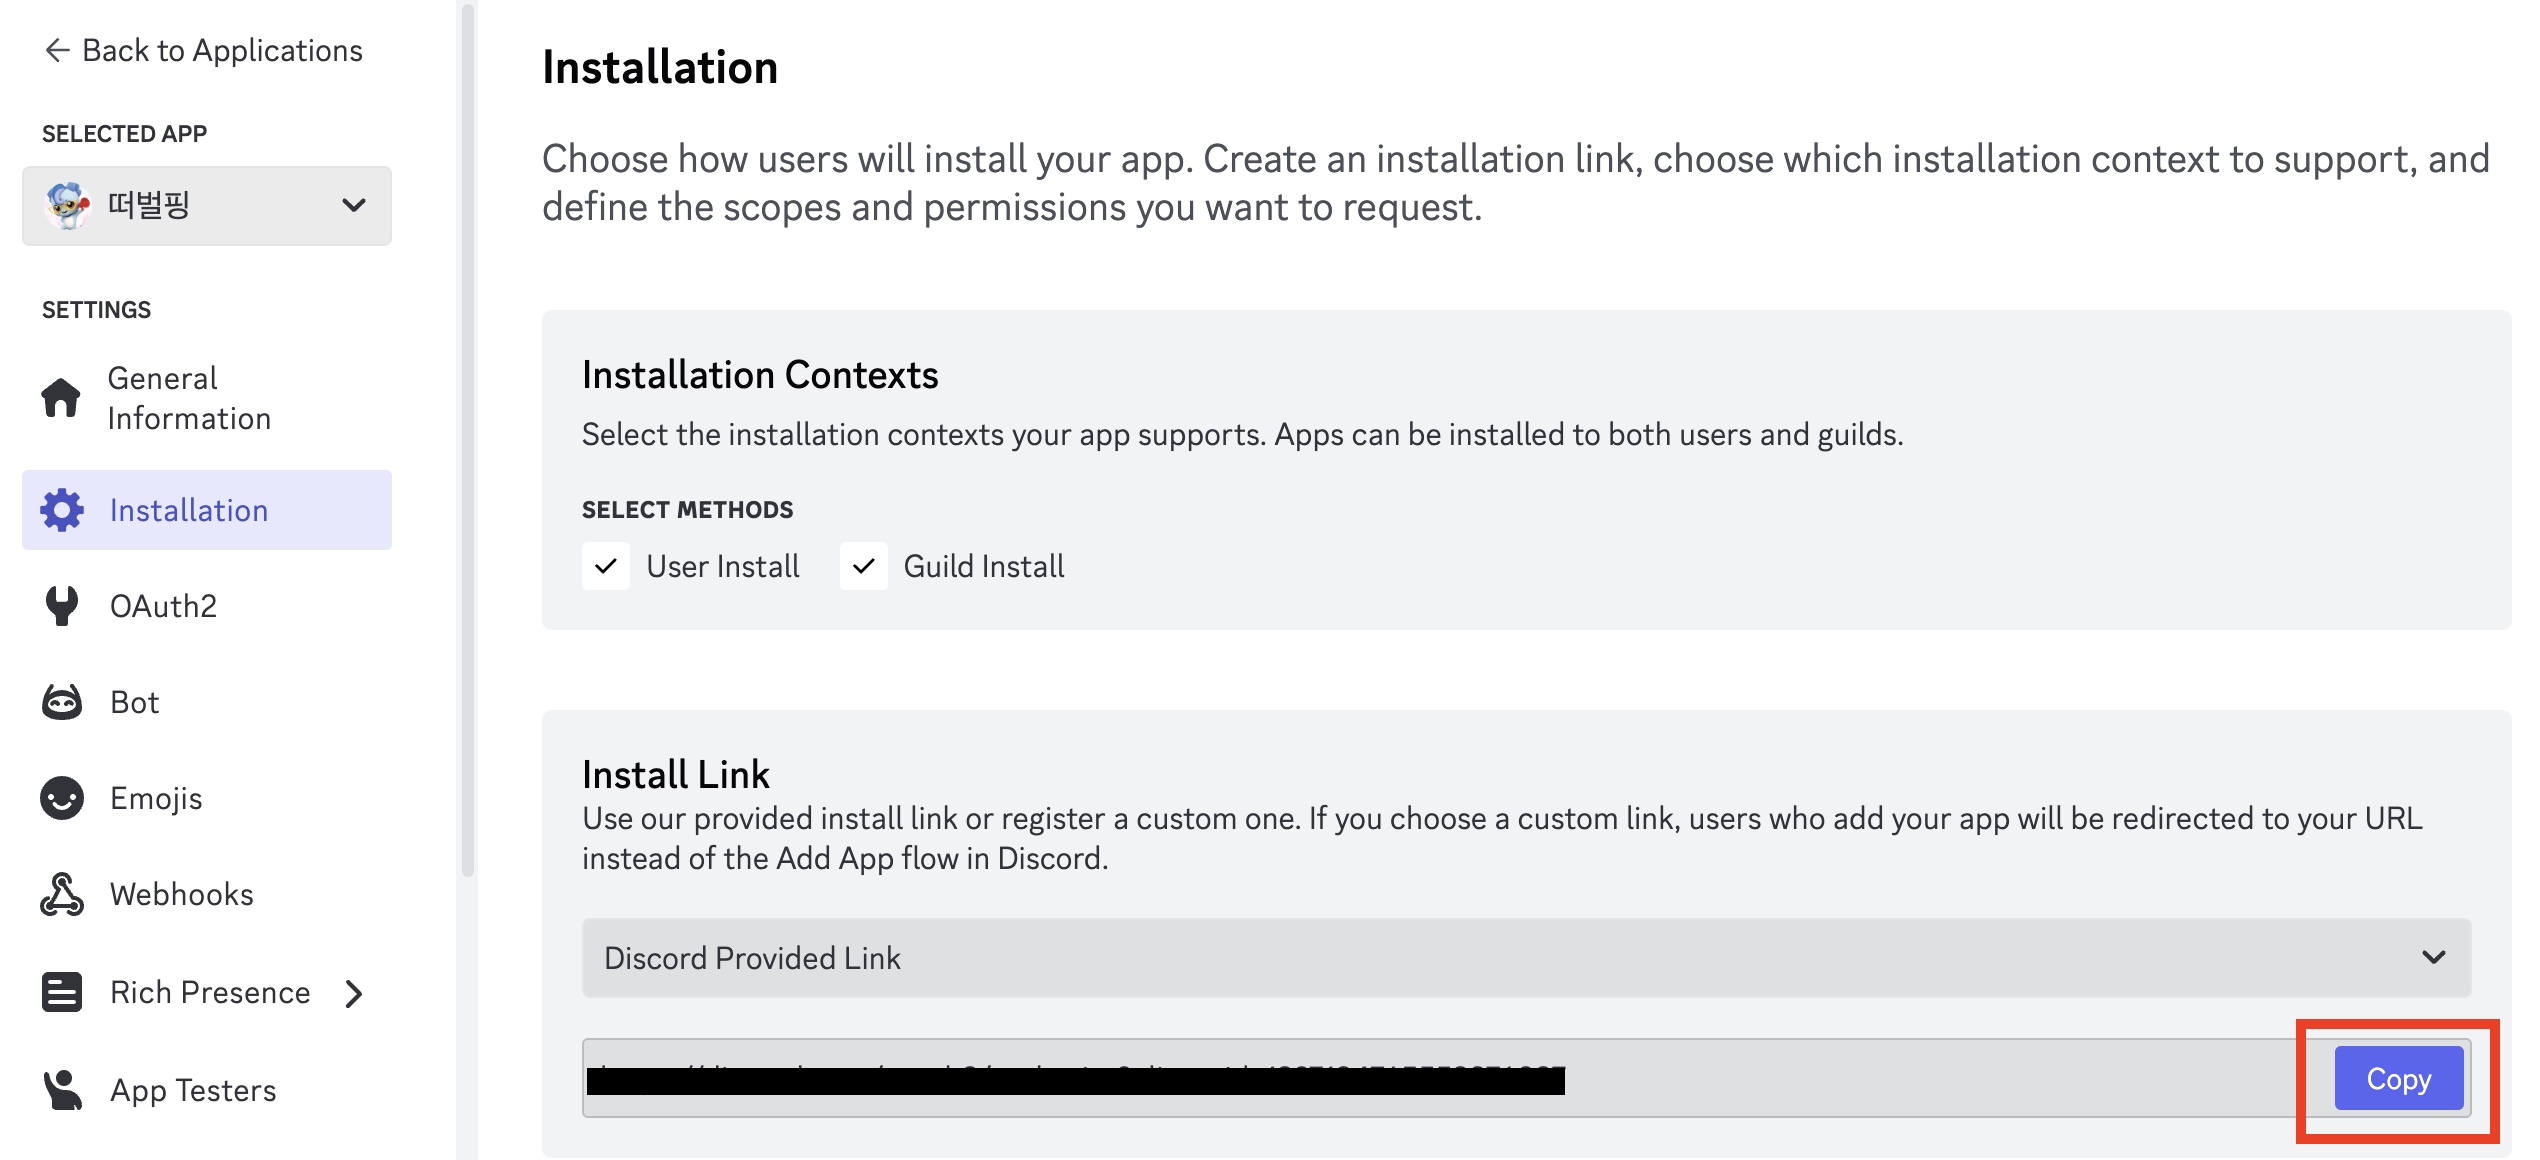 Back to Applications
SELECTED APP
떠벌핑
SETTINGS
General
Information
Installation
OAuth2
Bot
Emojis
Webhooks
Rich Presence
App Testers
Installation
Choose how users will install your app. Create an installation link, choose which installation context to support, and
define the scopes and permissions you want to request.
Installation Contexts
Select the installation contexts your app supports. Apps can be installed to both users and guilds.
SELECT METHODS
User Install Guild Install
Install Link
Use our provided install link or register a custom one. If you choose a custom link, users who add your app will be redirected to your URL
instead of the Add App flow in Discord.
Discord Provided Link
Copy